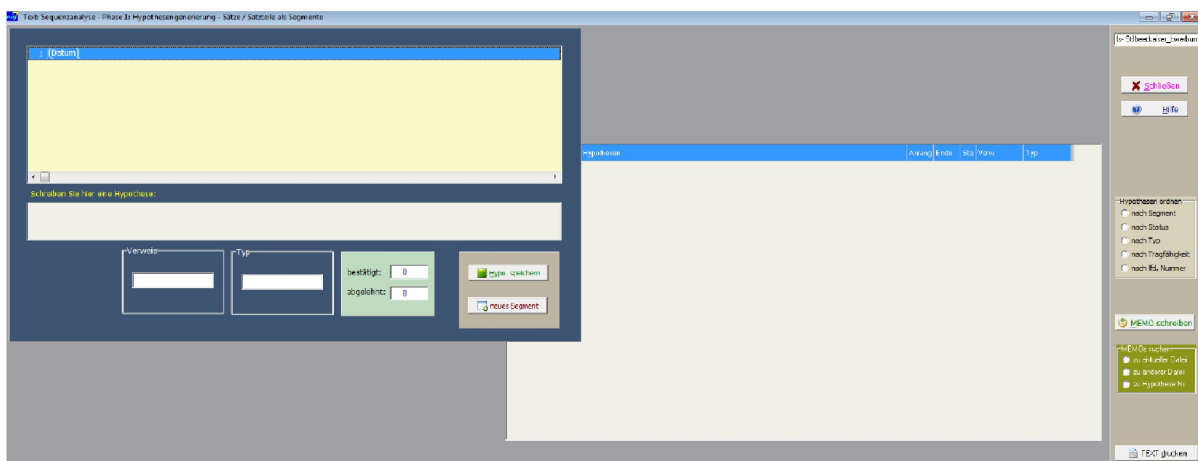 Text: Sequenzanalyse - Phase 1: Hypothesengenerierung - Sätze / Satzteile als Segmente
1 [Datum]
Schreiben Sie hier eine Hypothese:
Verweis
Typ
bestätigt: 0
abgelehnt: 0
Hypo. speichern
neues Segment
Hypothesen Anfang Ende Sta Verw. Typ
Schließen
Hilfe
Hypothesen ordnen
nach Segment
nach Status
nach Typ
nach Tragfähigkeit
nach lfd. Nummer
MEMO schreiben
MEMOs suchen
zu aktueller Datei
zu anderer Datei
zu Hypothese Nr.
TEXT drucken